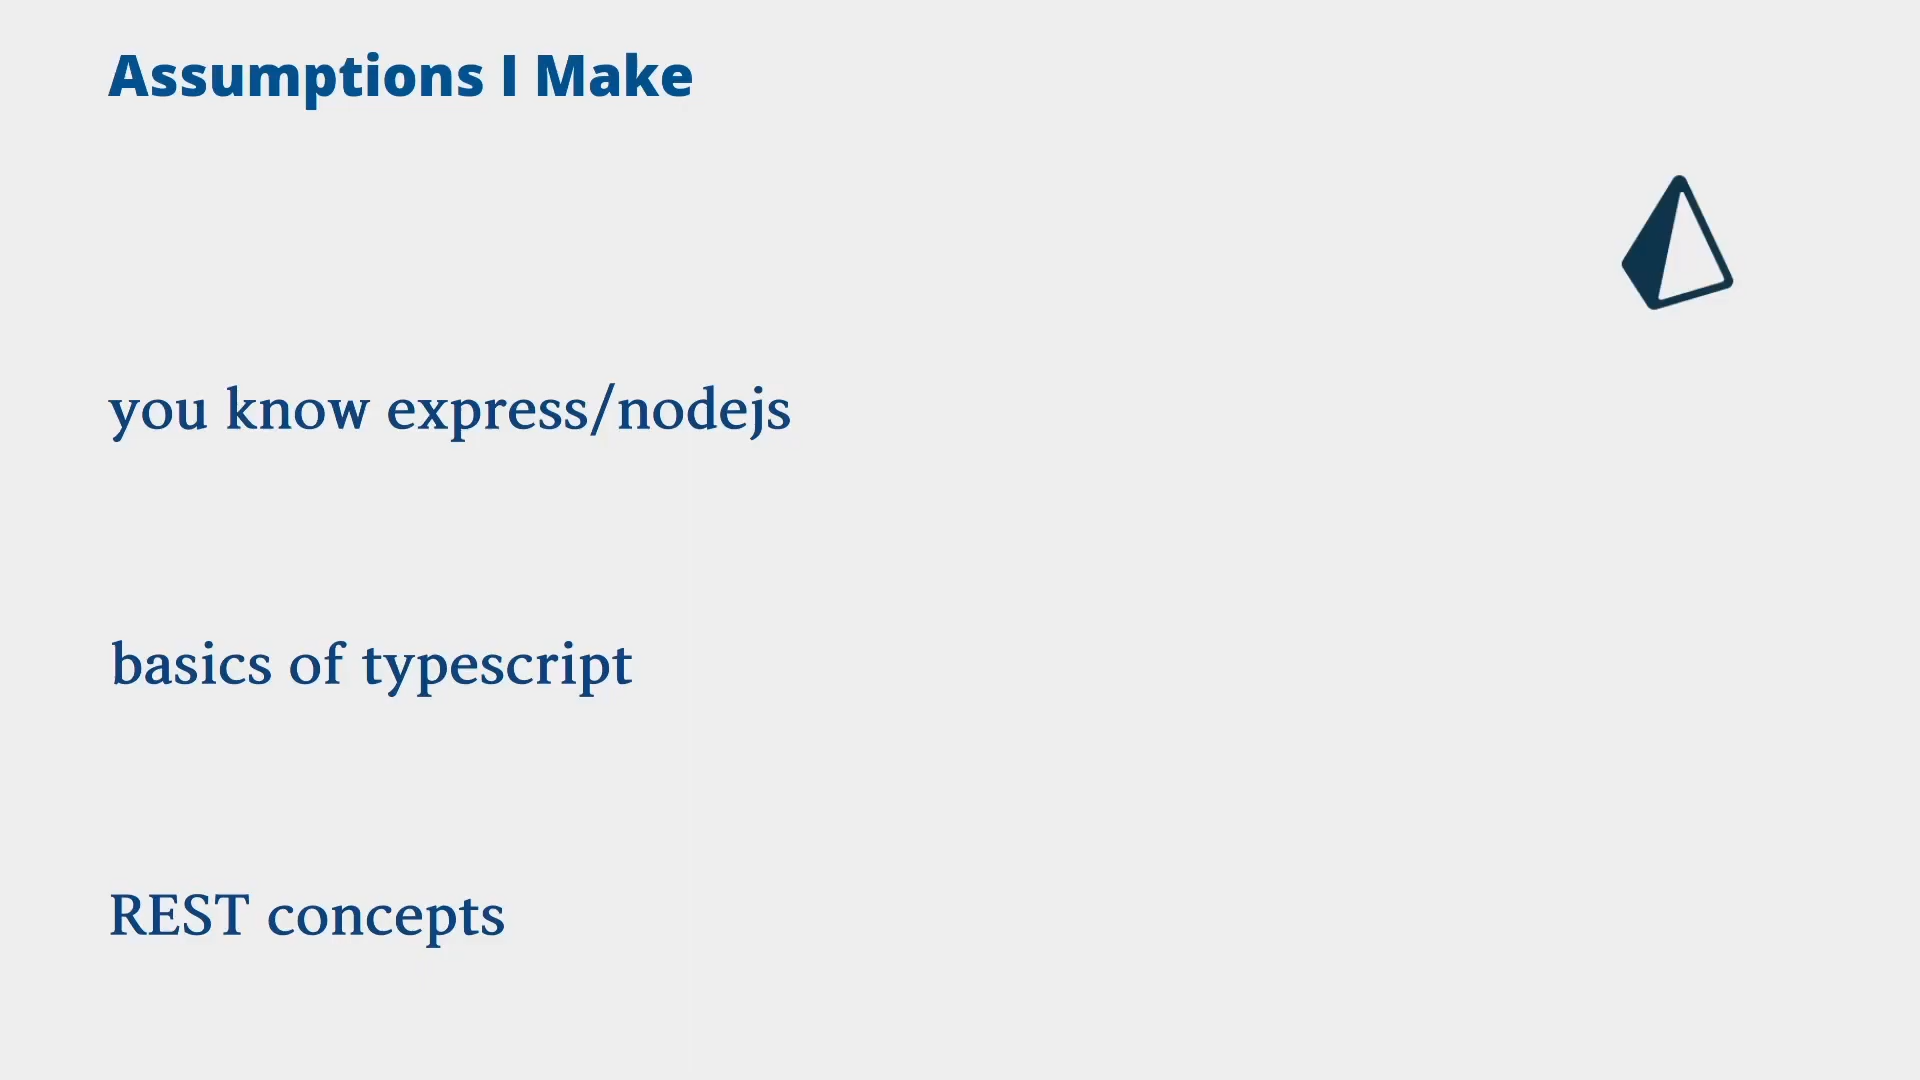 Assumptions I Make
you know express/nodejs
basics of typescript
REST concepts